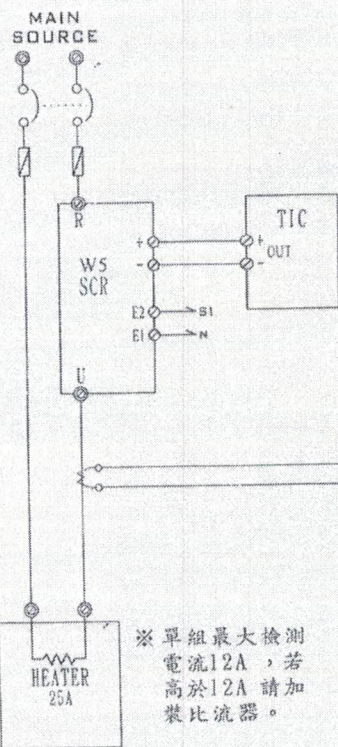 MAIN
SOURCE
R
W5
SCR
+
-
E2
S1
E1
N
U
TIC
+
OUT
-
HEATER
25A
※單組最大檢測
電流12A，若
高於12A 請加
裝比流器。